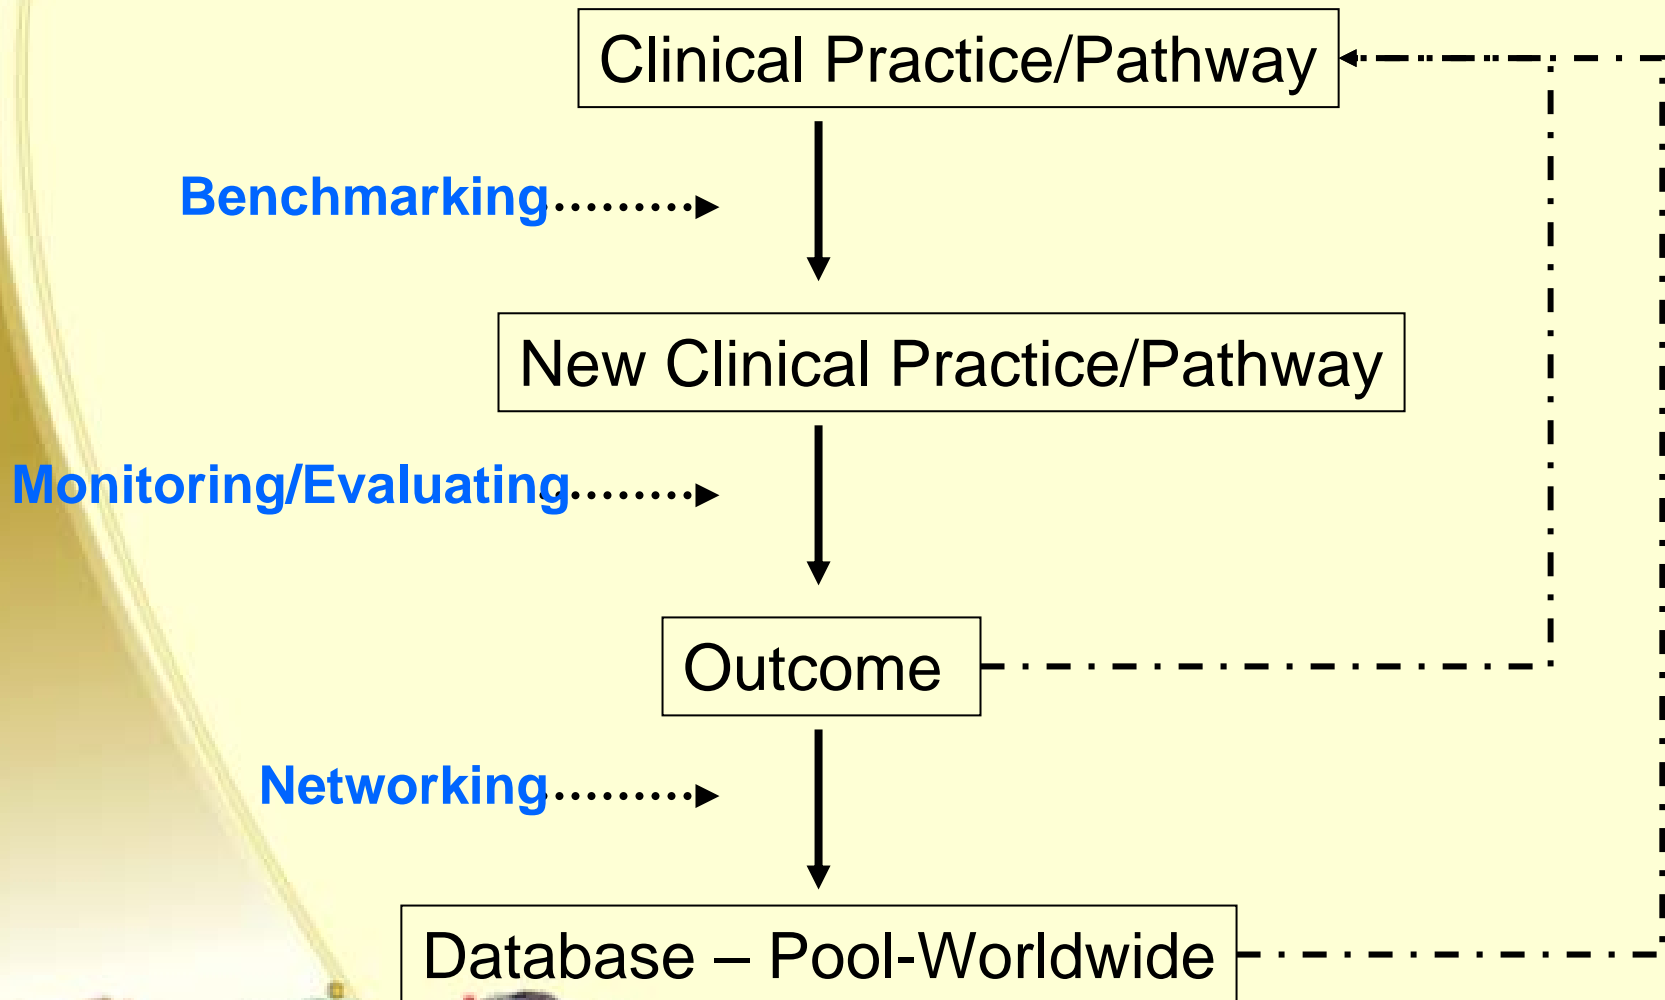 Clinical Practice/Pathway
Benchmarking
New Clinical Practice/Pathway
Monitoring/Evaluating
Outcome
Networking
Database – Pool-Worldwide